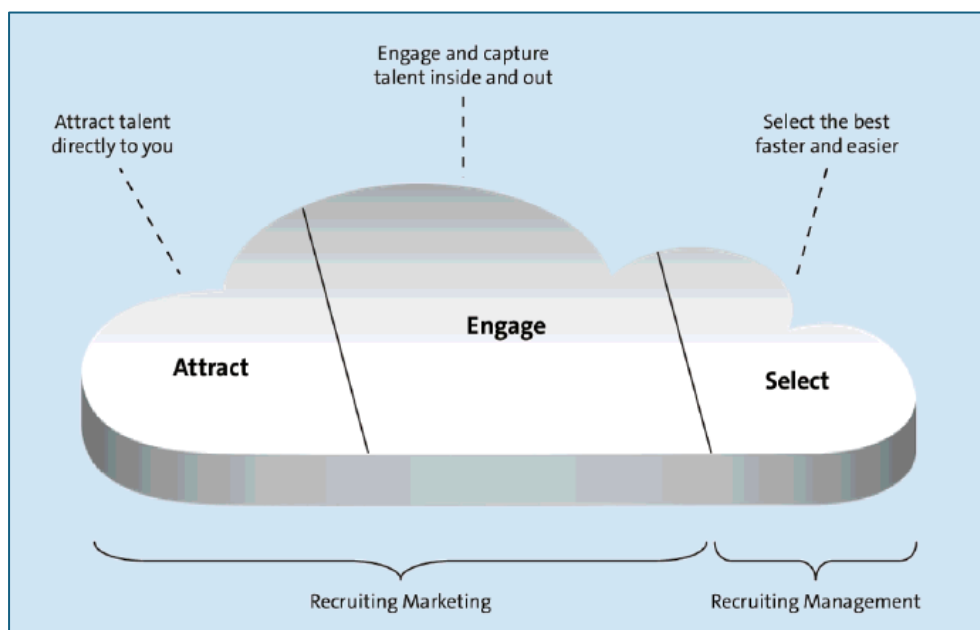 Engage and capture
talent inside and out
Attract talent
directly to you
Select the best
faster and easier
Engage
Attract
Select
Recruiting Marketing
Recruiting Management